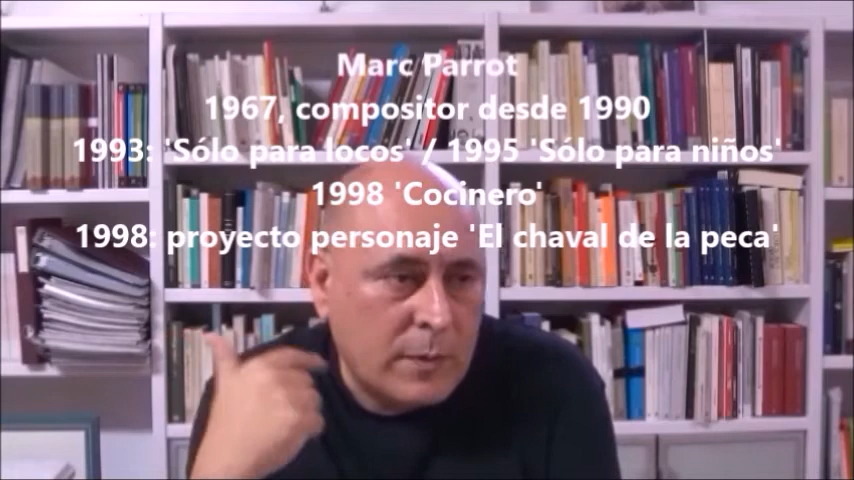 Marc Parrot
1967, compositor desde 1990
1993: 'Sólo para locos' / 1995 'Sólo para niños'
1998 'Cocinero'
1998: proyecto personaje 'El chaval de la peca'